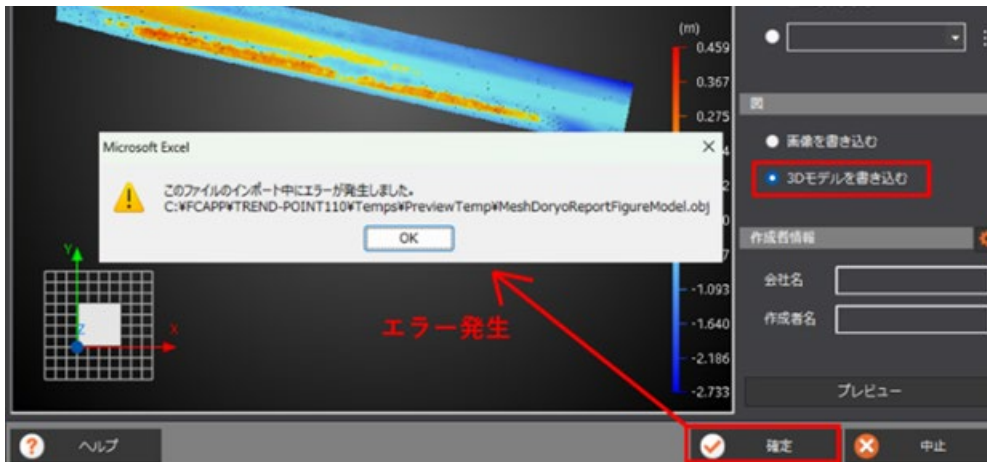 (m)
0.459
0.367
0.275
図
画像を書き込む
3Dモデルを書き込む
Microsoft Excel
このファイルのインポート中にエラーが発生しました。
C:¥FCAPP¥TREND-POINT110¥Temps¥PreviewTemp¥MeshDoryoReportFigureModel.obj
OK
作成者情報
会社名
作成者名
Y
Z
X
エラー発生
-1.093
-1.640
-2.186
-2.733
プレビュー
ヘルプ
確定
中止